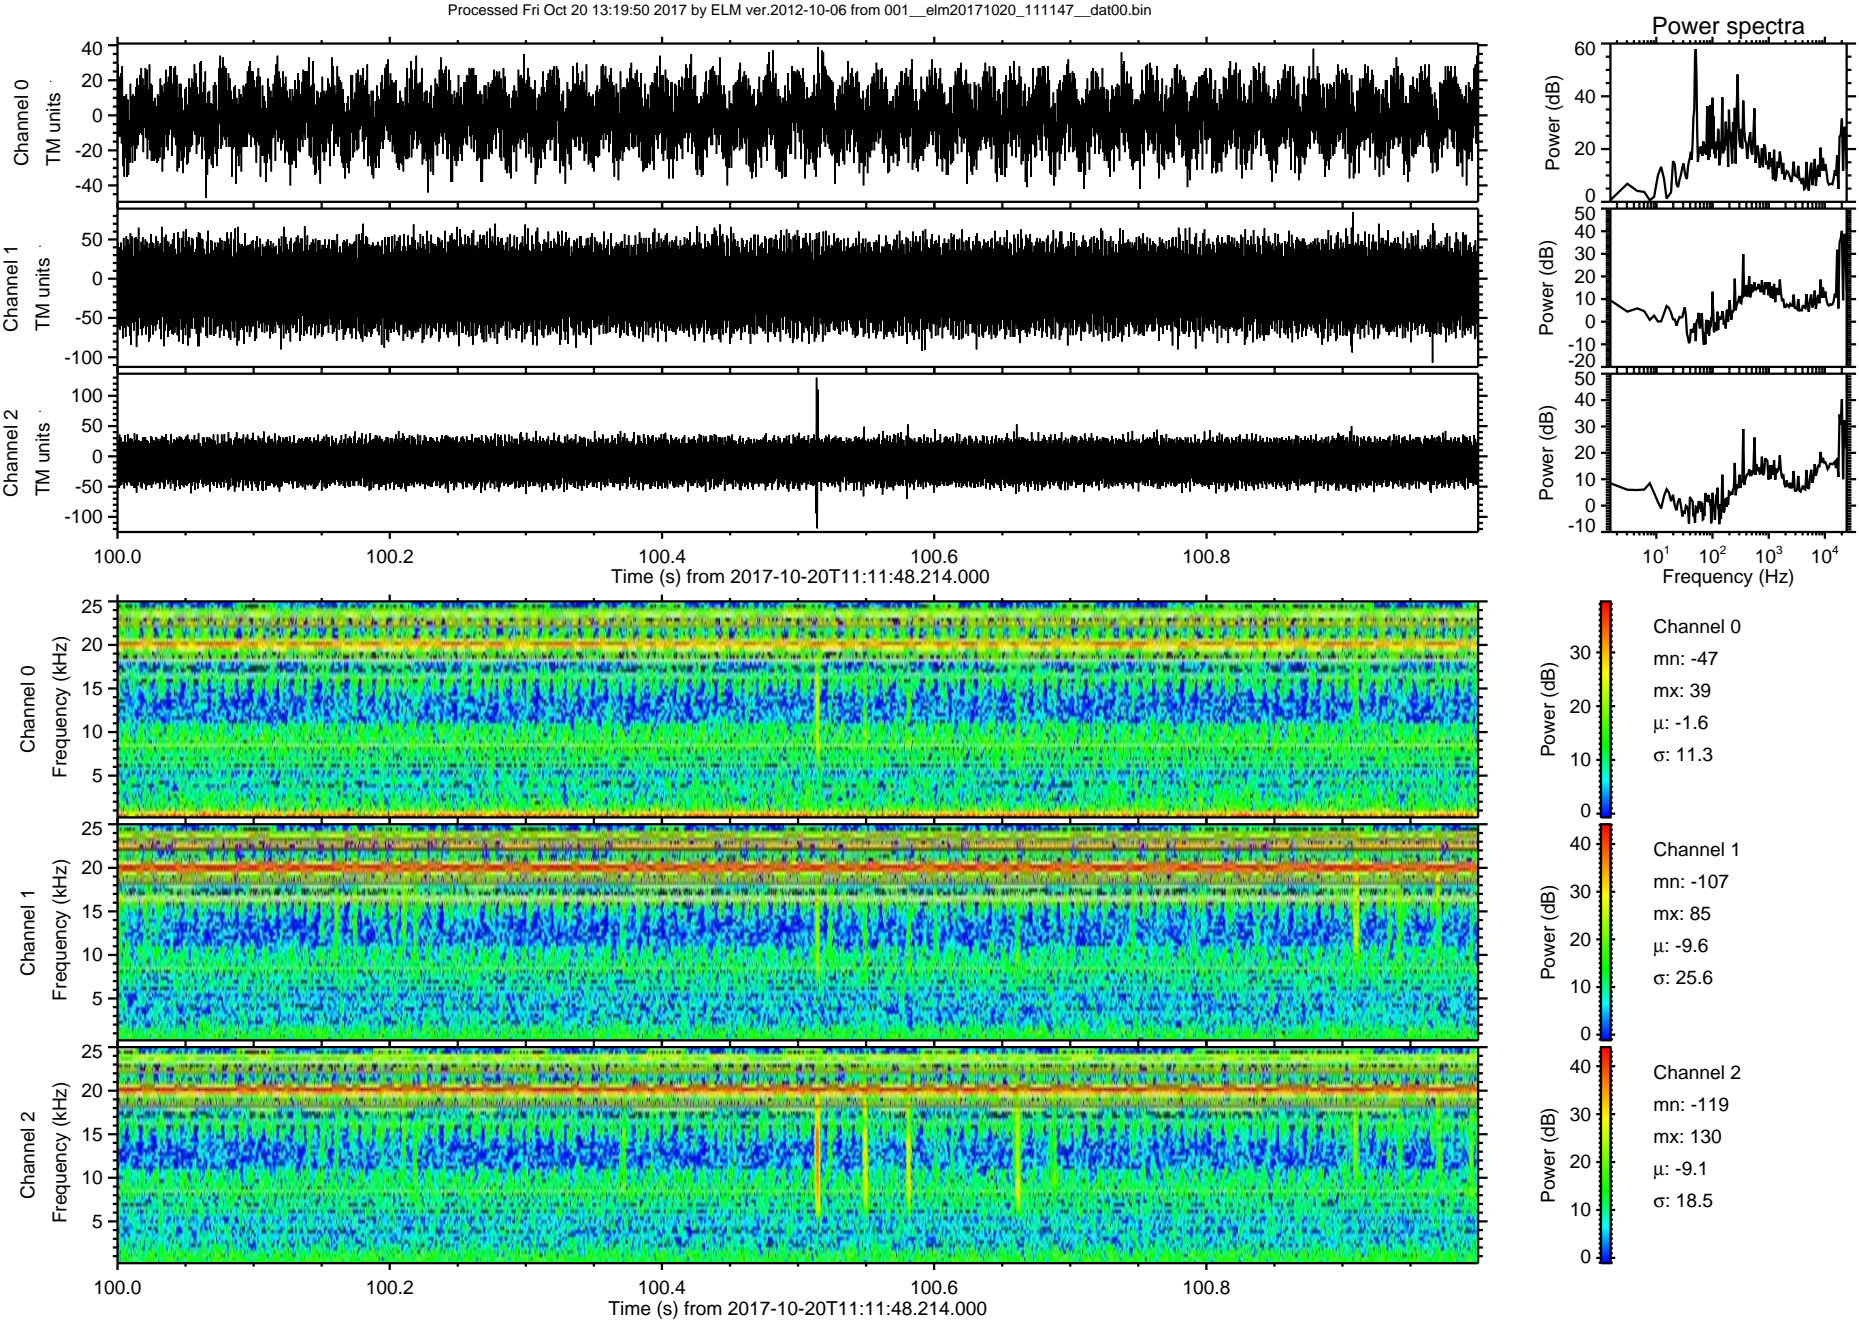 Processed Fri Oct 20 13:19:50 2017 by ELM ver.2012-10-06 from 001__elm20171020_111147__dat00.bin
Power spectra
Channel 0
TM units
40
20
0
-20
-40
Power (dB)
60
40
20
0
Channel 1
TM units
50
0
-50
-100
Power (dB)
50
40
30
20
10
0
-10
-20
Channel 2
TM units
100
50
0
-50
-100
Power (dB)
50
40
30
20
10
0
-10
100.0 100.2 100.4 100.6 100.8
Time (s) from 2017-10-20T11:11:48.214.000
10¹ 10² 10³ 10⁴
Frequency (Hz)
Channel 0
Frequency (kHz)
25
20
15
10
5
Power (dB)
30
20
10
0
Channel 0
mn: -47
mx: 39
μ: -1.6
σ: 11.3
Channel 1
Frequency (kHz)
25
20
15
10
5
Power (dB)
40
30
20
10
0
Channel 1
mn: -107
mx: 85
μ: -9.6
σ: 25.6
Channel 2
Frequency (kHz)
25
20
15
10
5
Power (dB)
40
30
20
10
0
Channel 2
mn: -119
mx: 130
μ: -9.1
σ: 18.5
100.0 100.2 100.4 100.6 100.8
Time (s) from 2017-10-20T11:11:48.214.000